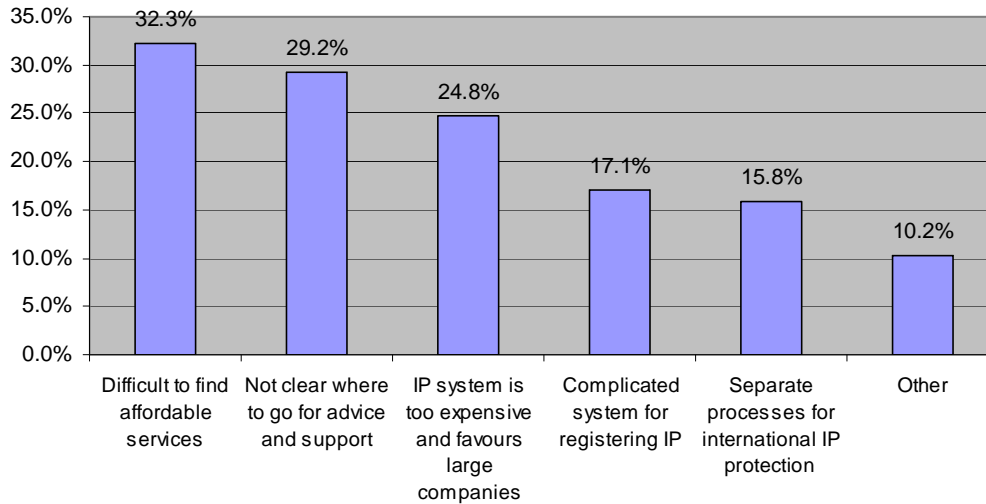 35.0%
30.0%
25.0%
20.0%
15.0%
10.0%
5.0%
0.0%
32.3%
29.2%
24.8%
17.1%
15.8%
10.2%
Difficult to find
affordable
services
Not clear where
to go for advice
and support
IP system is
too expensive
and favours
large
companies
Complicated
system for
registering IP
Separate
processes for
international IP
protection
Other